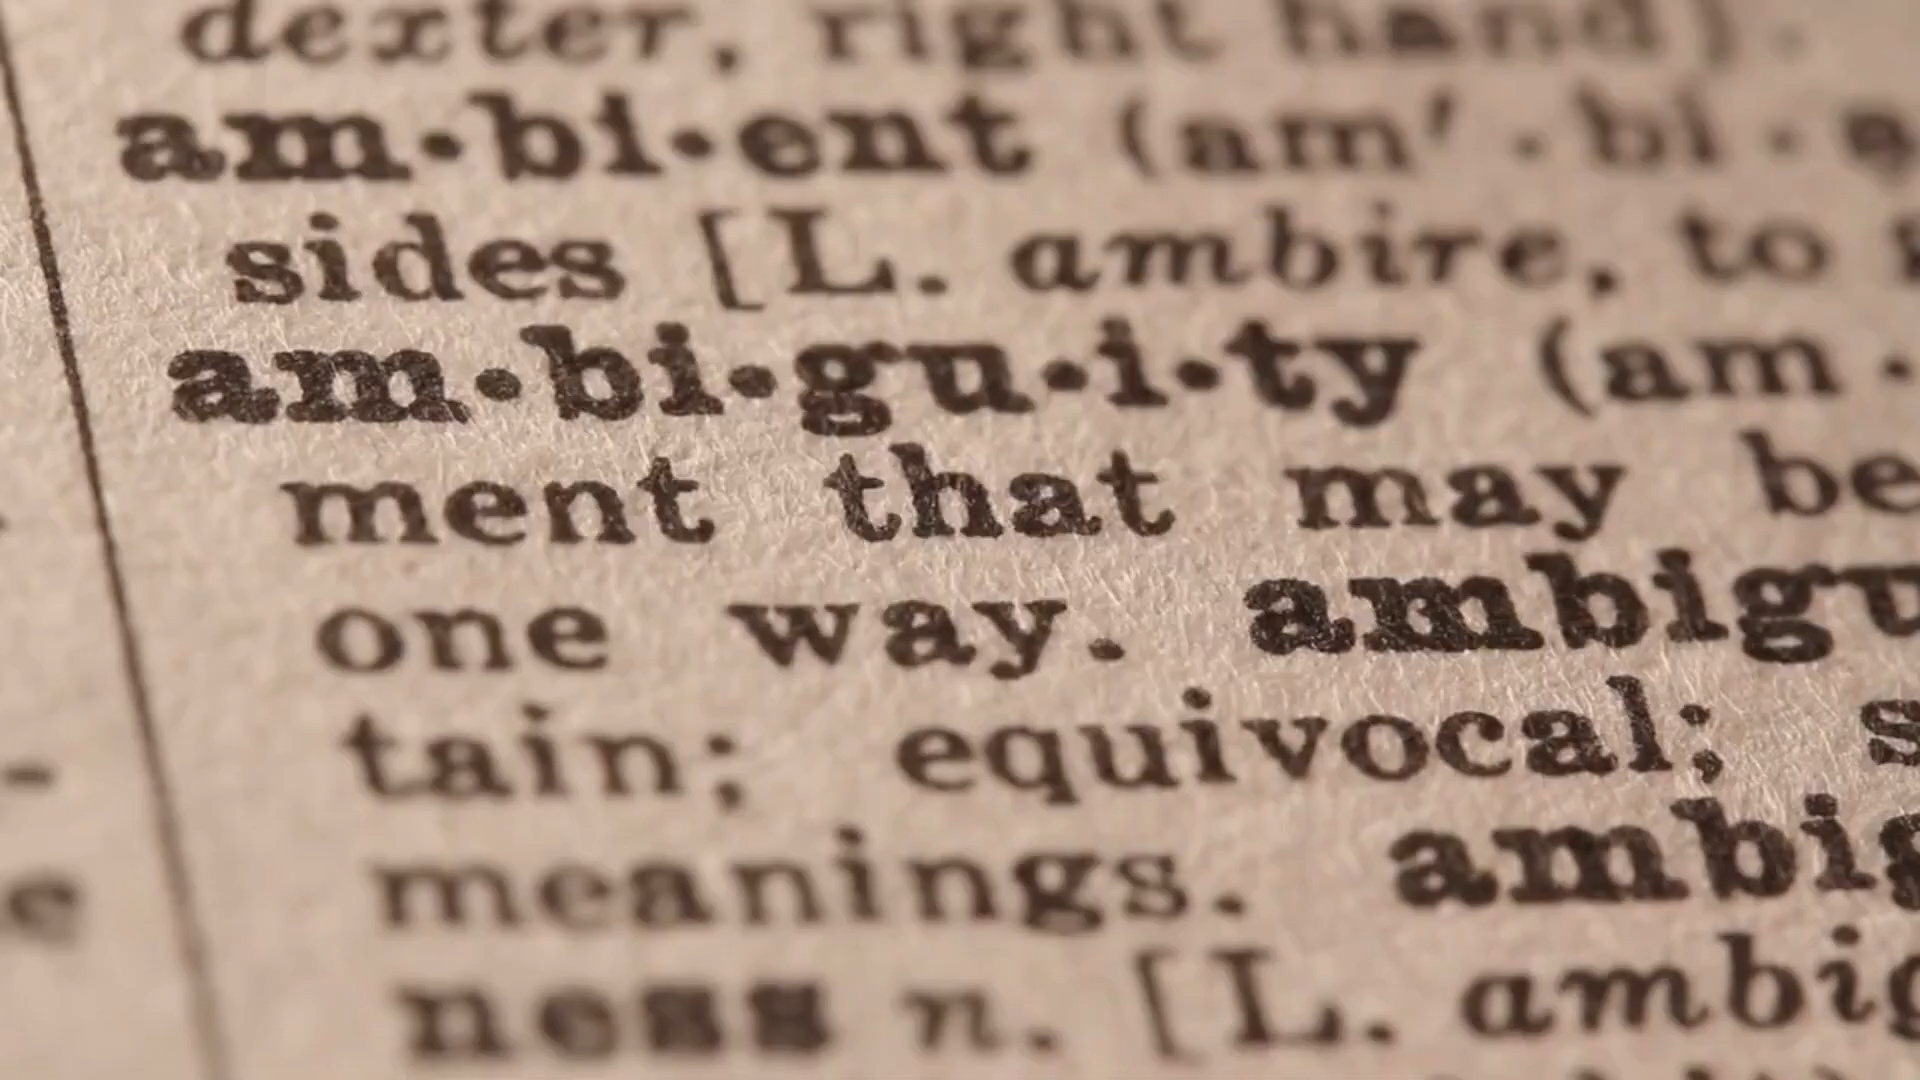 dexter, right hand].
am•bi•ent (am′ · bi ·
sides [L. ambire, to
am•bi•gu•i•ty (am ·
ment that may be
one way. ambigu
tain; equivocal; s
meanings. ambig
ness n. [L. ambig
-
e